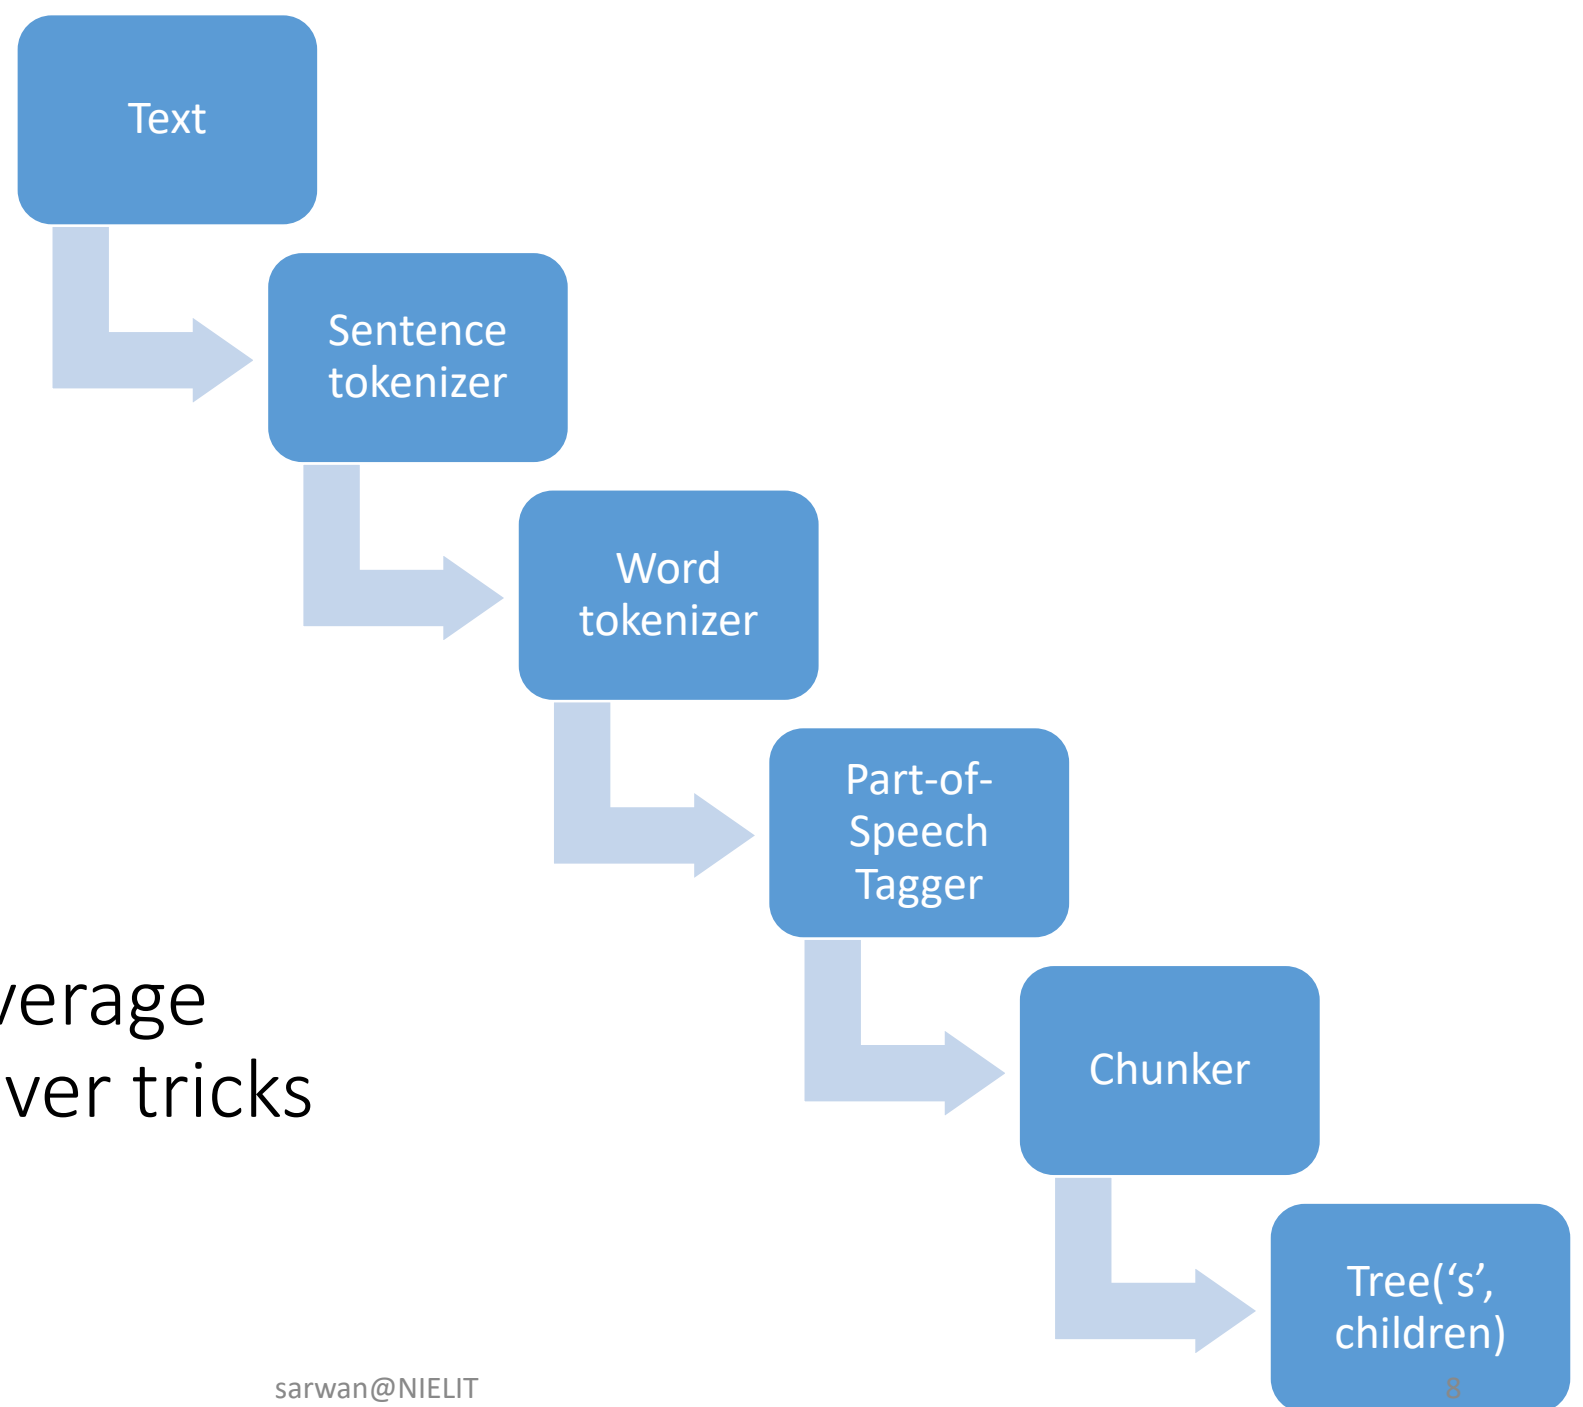 Text
Sentence
tokenizer
Word
tokenizer
Part-of-
Speech
Tagger
Chunker
Tree(‘s’,
children)
verage
ver tricks
sarwan@NIELIT
8